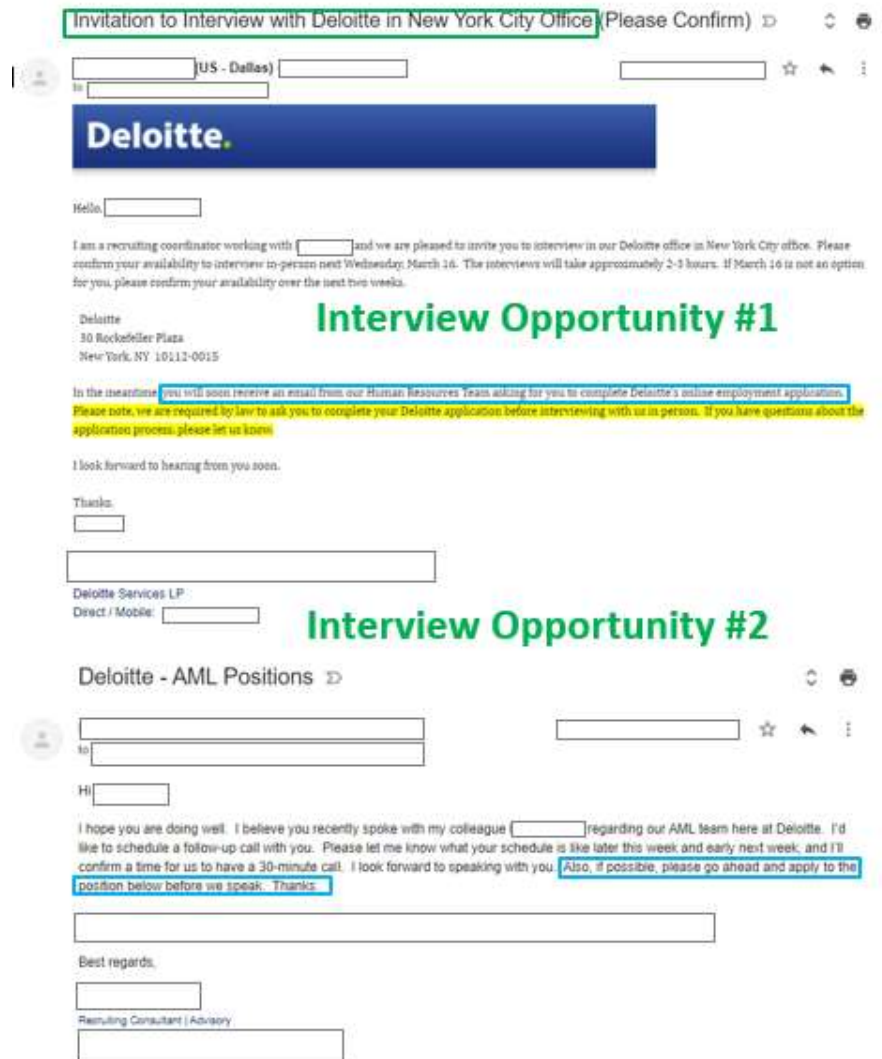 Invitation to Interview with Deloitte in New York City Office (Please Confirm)
(US - Dallas)
to
Deloitte.
Hello,
I am a recruiting coordinator working with and we are pleased to invite you to interview in our Deloitte office in New York City office. Please
confirm your availability to interview in-person next Wednesday, March 16. The interviews will take approximately 2-3 hours. If March 16 is not an option
for you, please confirm your availability over the next two weeks.
Interview Opportunity #1
Deloitte
30 Rockefeller Plaza
New York, NY 10112-0015
In the meantime, you will soon receive an email from our Human Resources Team asking for you to complete Deloitte's online employment application.
Please note, we are required by law to ask you to complete your Deloitte application before interviewing with us in person. If you have questions about the
application process, please let us know.
I look forward to hearing from you soon.
Thanks,
Deloitte Services LP
Direct / Mobile:
Interview Opportunity #2
Deloitte - AML Positions
to
Hi
I hope you are doing well. I believe you recently spoke with my colleague regarding our AML team here at Deloitte. I'd
like to schedule a follow-up call with you. Please let me know what your schedule is like later this week and early next week, and I'll
confirm a time for us to have a 30-minute call. I look forward to speaking with you. Also, if possible, please go ahead and apply to the
position below before we speak. Thanks.
Best regards,
Recruiting Consultant | Advisory